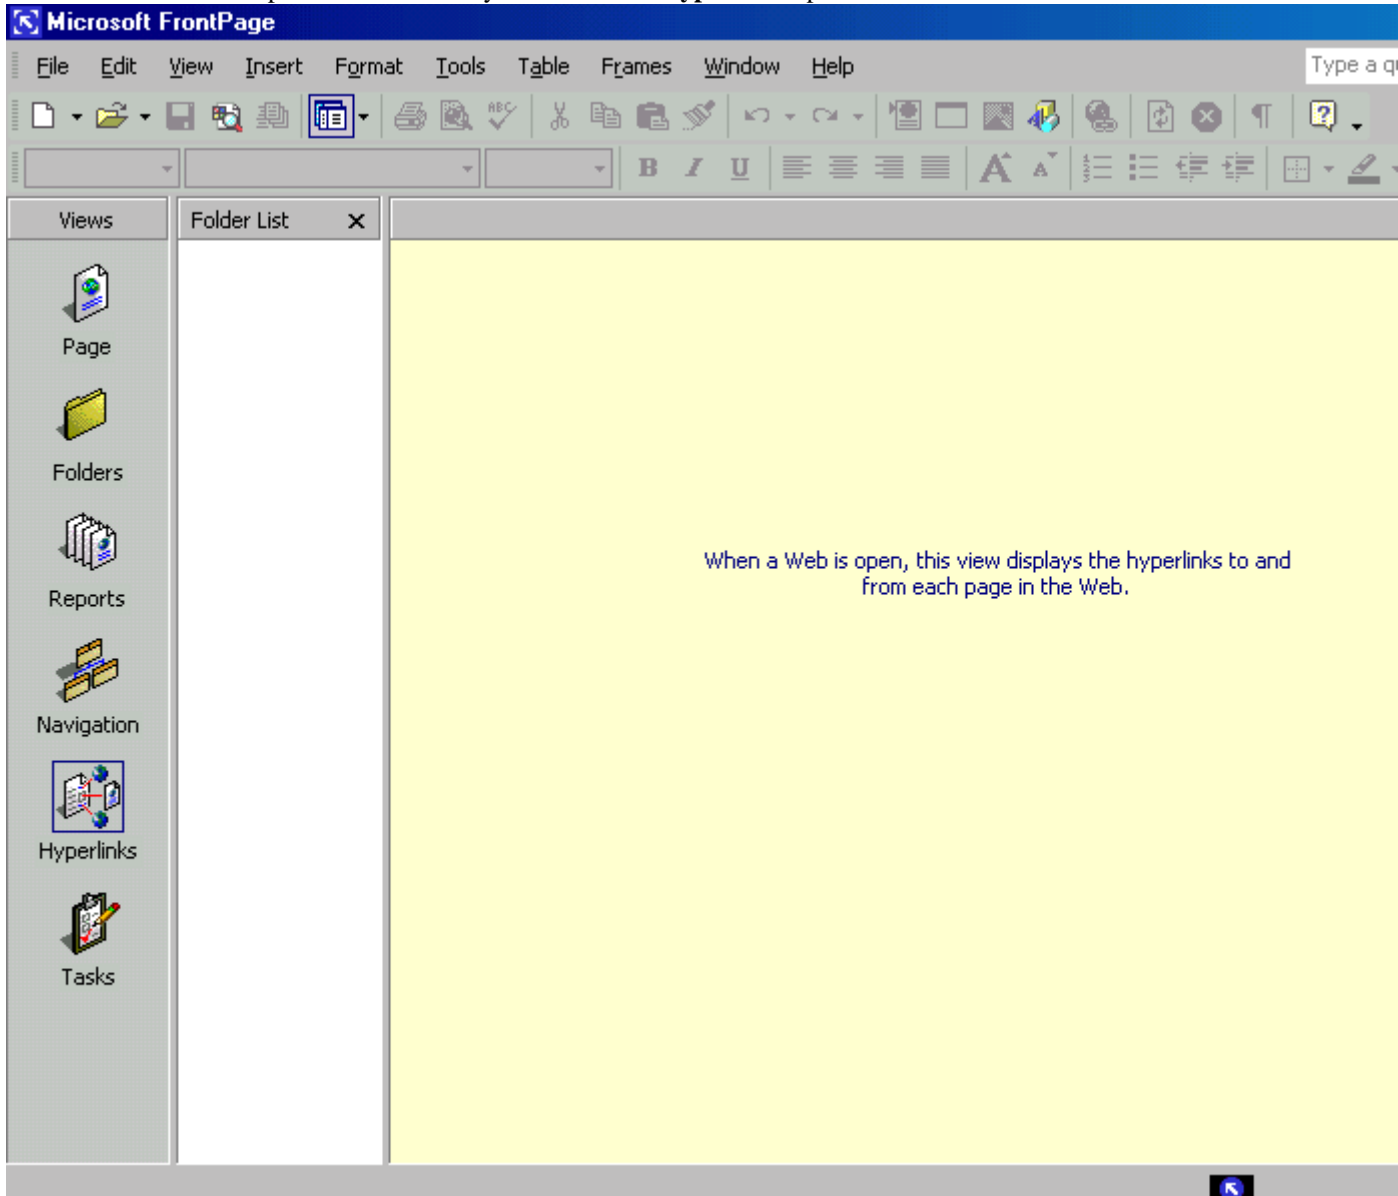 Microsoft FrontPage
File Edit View Insert Format Tools Table Frames Window Help Type a qu
ABC
B I U A A
Views
Folder List
Page
Folders
Reports
Navigation
Hyperlinks
Tasks
When a Web is open, this view displays the hyperlinks to and
from each page in the Web.